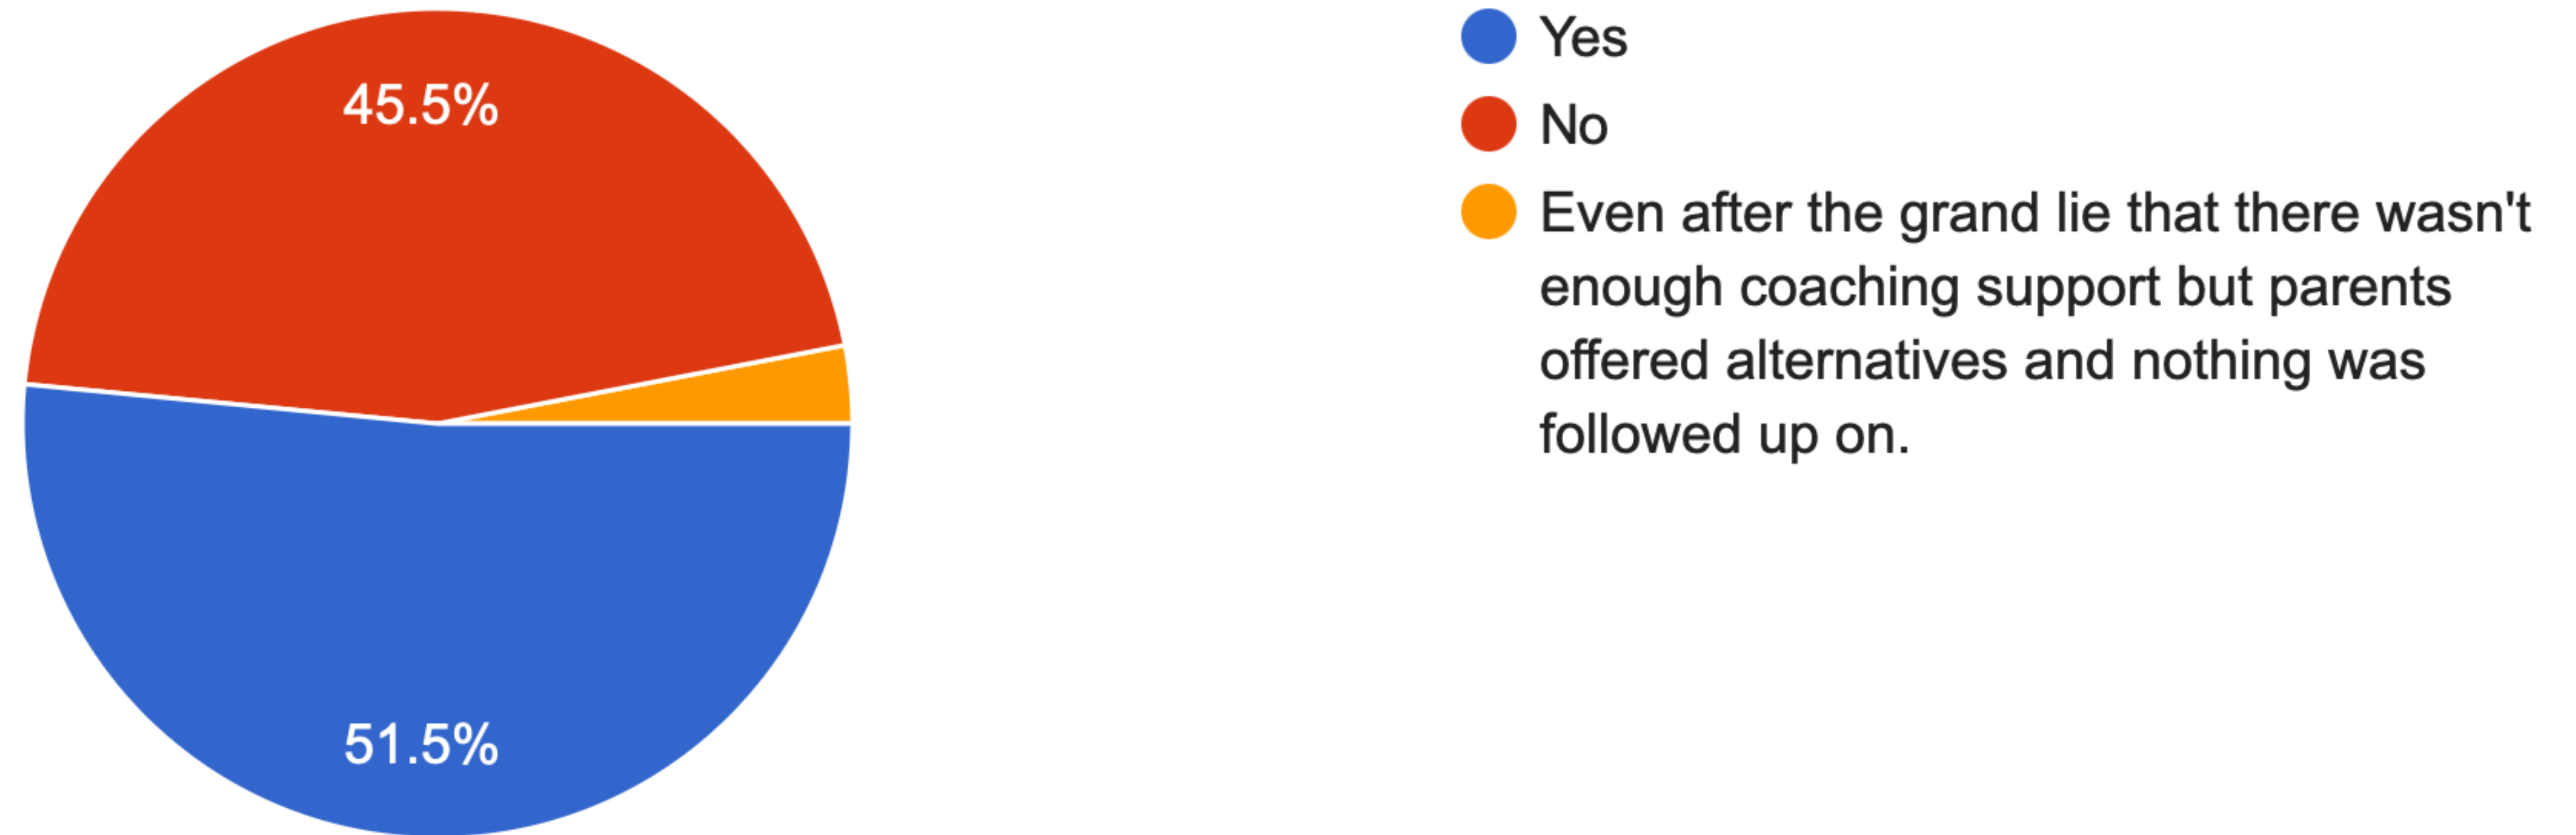 45.5%
51.5%
Yes
No
Even after the grand lie that there wasn't
enough coaching support but parents
offered alternatives and nothing was
followed up on.